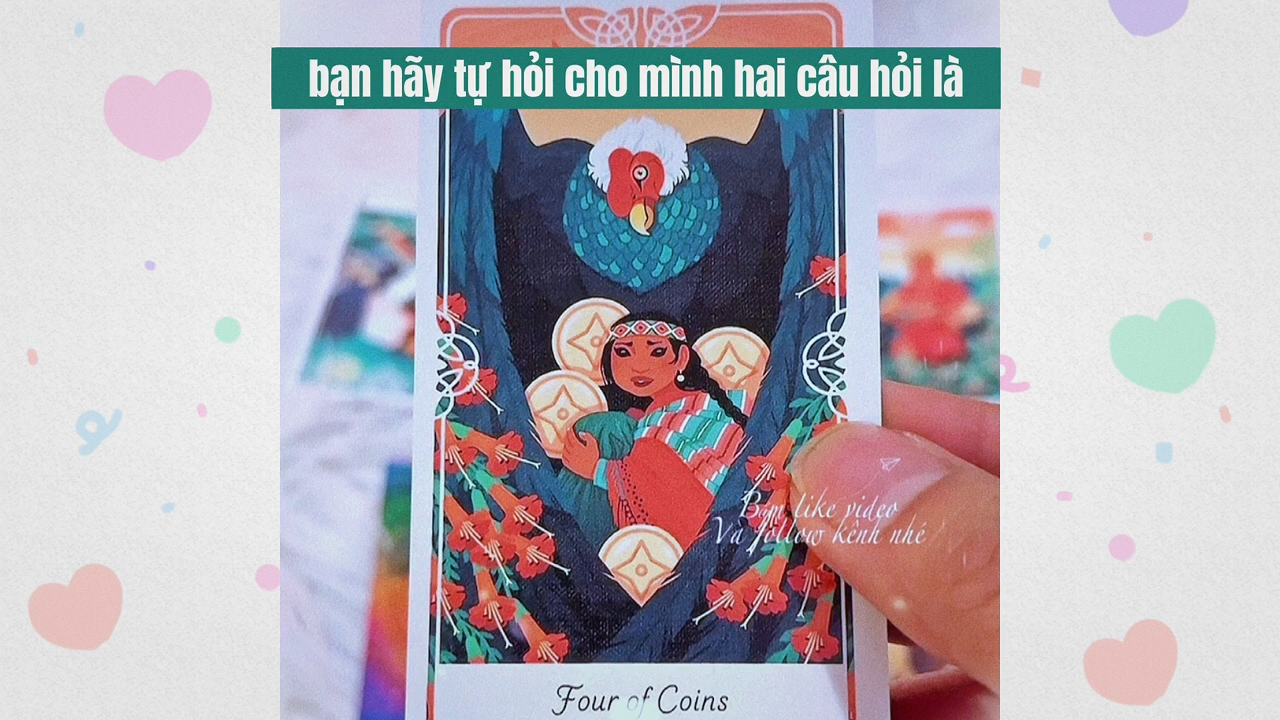 bạn hãy tự hỏi cho mình hai câu hỏi là
Bạn like video
Và follow kênh nhé
Four of Coins